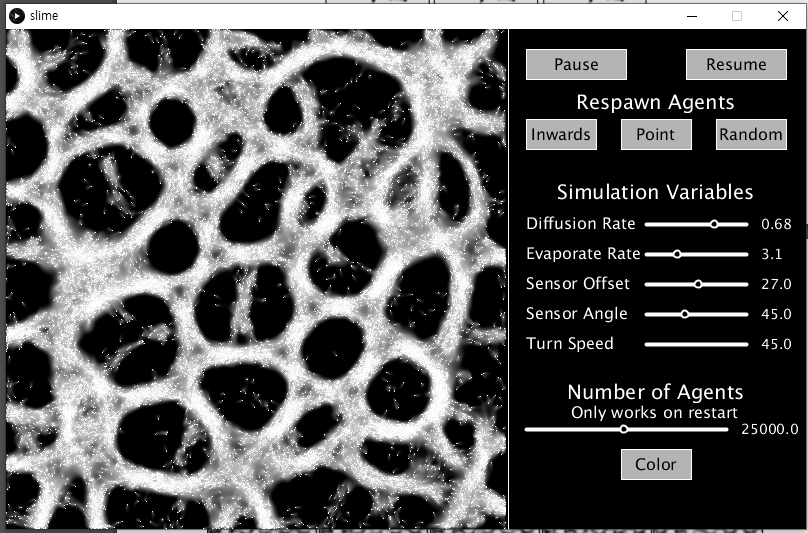 slime
Pause Resume
Respawn Agents
Inwards Point Random
Simulation Variables
Diffusion Rate 0.68
Evaporate Rate 3.1
Sensor Offset 27.0
Sensor Angle 45.0
Turn Speed 45.0
Number of Agents
Only works on restart
25000.0
Color